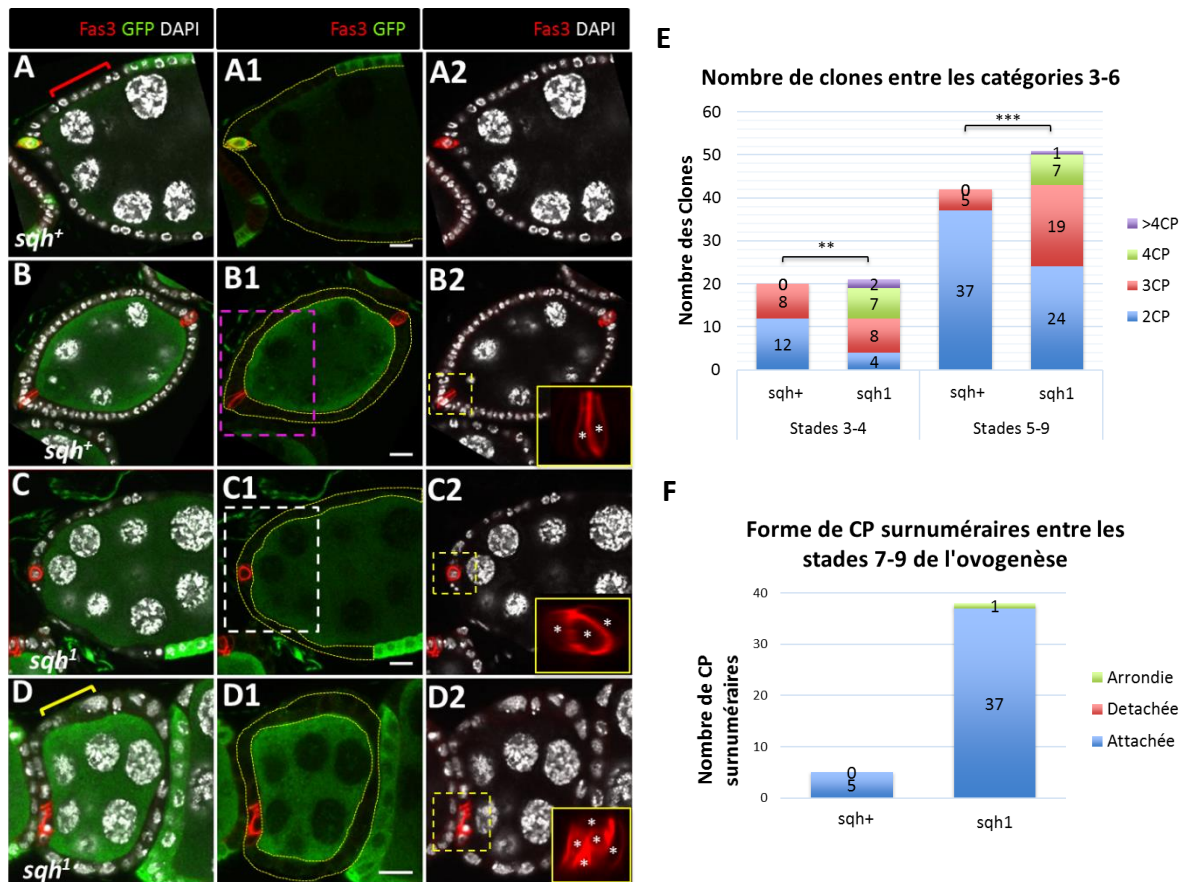 Fas3 GFP DAPI
Fas3 GFP
Fas3 DAPI
A
sqh+
A1
A2
B
sqh+
B1
B2
* *
C
sqh1
C1
C2
* * *
D
sqh1
D1
D2
* * * * *
E
Nombre de clones entre les catégories 3-6
Nombre des Clones
60
50
40
30
20
10
0
**
***
0
8
12
2
7
8
4
0
5
37
1
7
19
24
sqh+
sqh1
sqh+
sqh1
Stades 3-4
Stades 5-9
>4CP
4CP
3CP
2CP
F
Forme de CP surnuméraires entre les
stades 7-9 de l'ovogenèse
Nombre de CP
surnuméraires
40
30
20
10
0
0
5
1
37
sqh+
sqh1
Arrondie
Detachée
Attachée